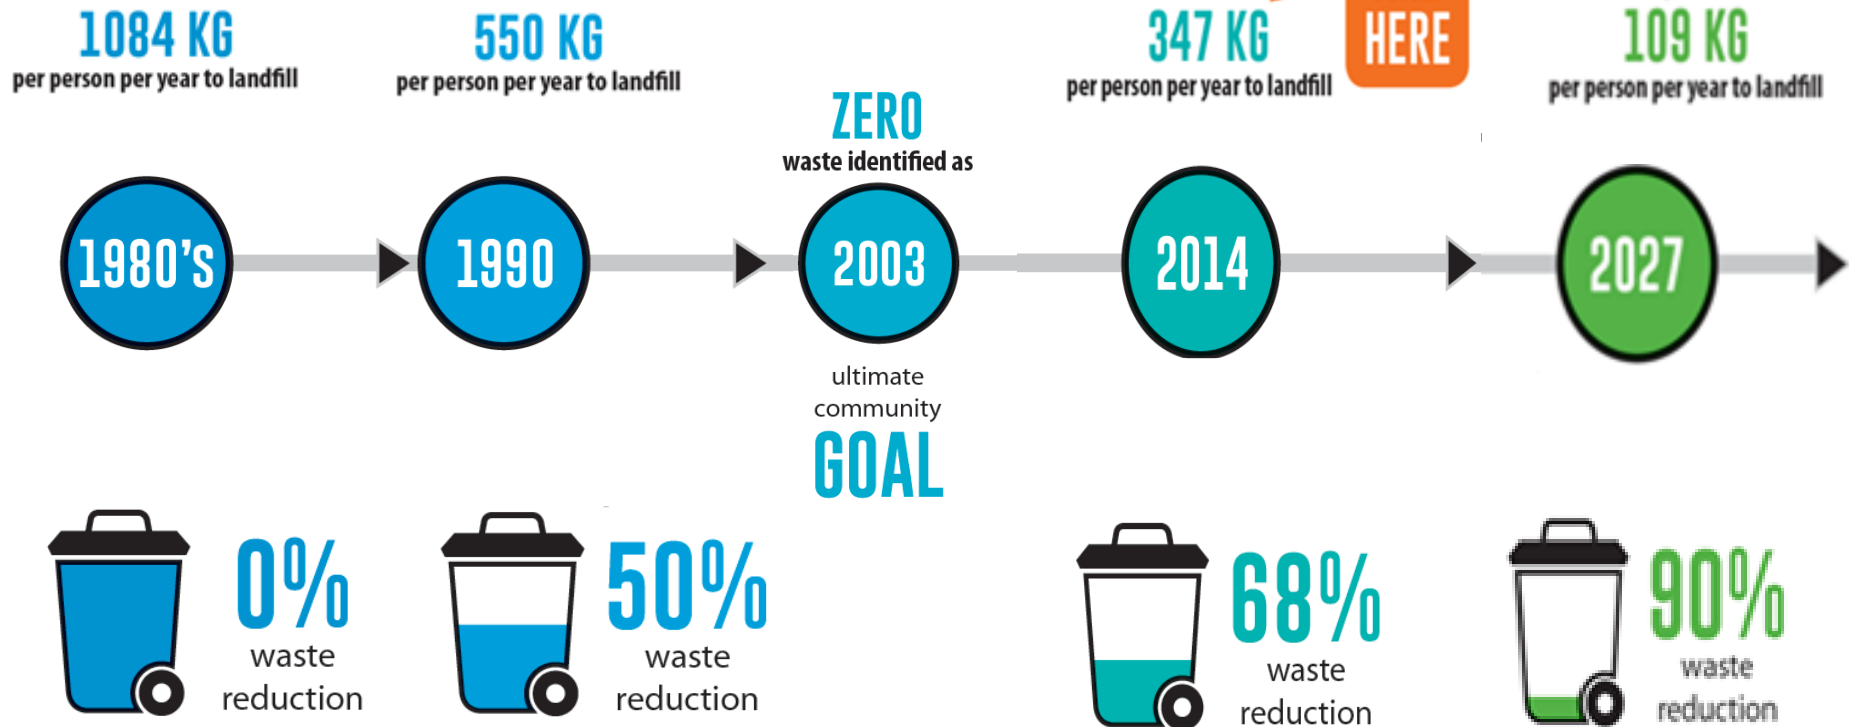 1084 KG
per person per year to landfill
550 KG
per person per year to landfill
ZERO
waste identified as
347 KG
per person per year to landfill
HERE
109 KG
per person per year to landfill
1980's
1990
2003
2014
2027
ultimate
community
GOAL
0%
waste
reduction
50%
waste
reduction
68%
waste
reduction
90%
waste
reduction